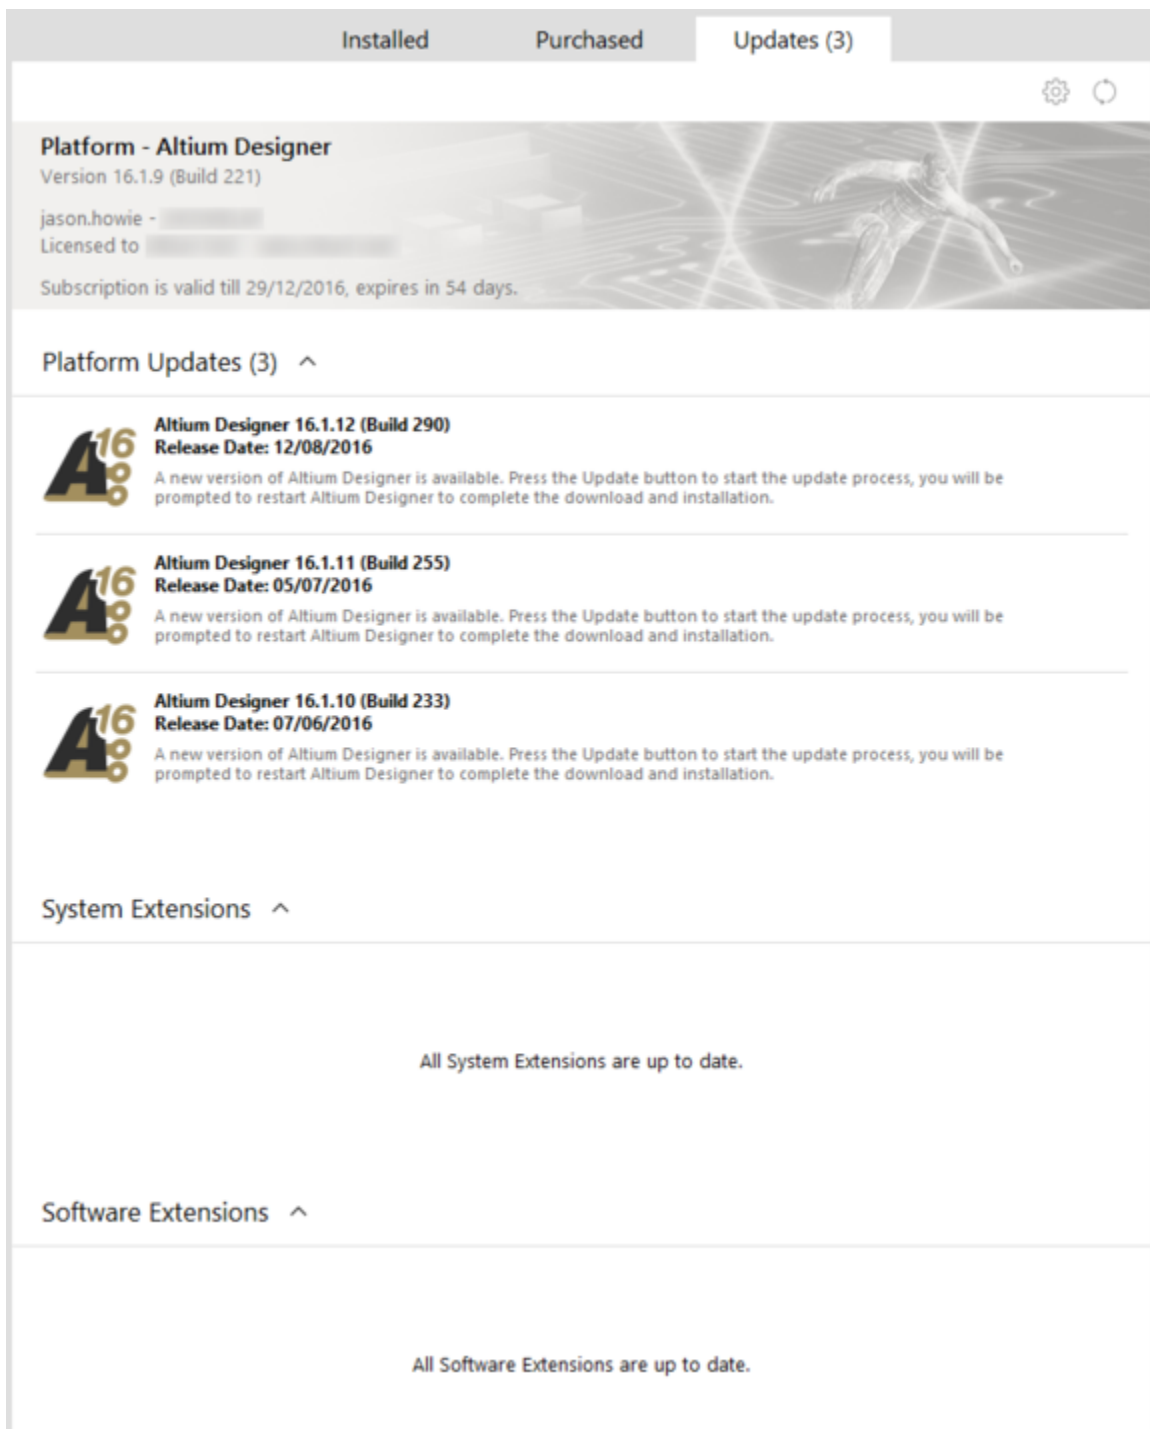 Installed Purchased Updates (3)
Platform - Altium Designer
Version 16.1.9 (Build 221)
jason.howie -
Licensed to
Subscription is valid till 29/12/2016, expires in 54 days.
Platform Updates (3)
16
Altium Designer 16.1.12 (Build 290)
Release Date: 12/08/2016
A new version of Altium Designer is available. Press the Update button to start the update process, you will be
prompted to restart Altium Designer to complete the download and installation.
16
Altium Designer 16.1.11 (Build 255)
Release Date: 05/07/2016
A new version of Altium Designer is available. Press the Update button to start the update process, you will be
prompted to restart Altium Designer to complete the download and installation.
16
Altium Designer 16.1.10 (Build 233)
Release Date: 07/06/2016
A new version of Altium Designer is available. Press the Update button to start the update process, you will be
prompted to restart Altium Designer to complete the download and installation.
System Extensions
All System Extensions are up to date.
Software Extensions
All Software Extensions are up to date.